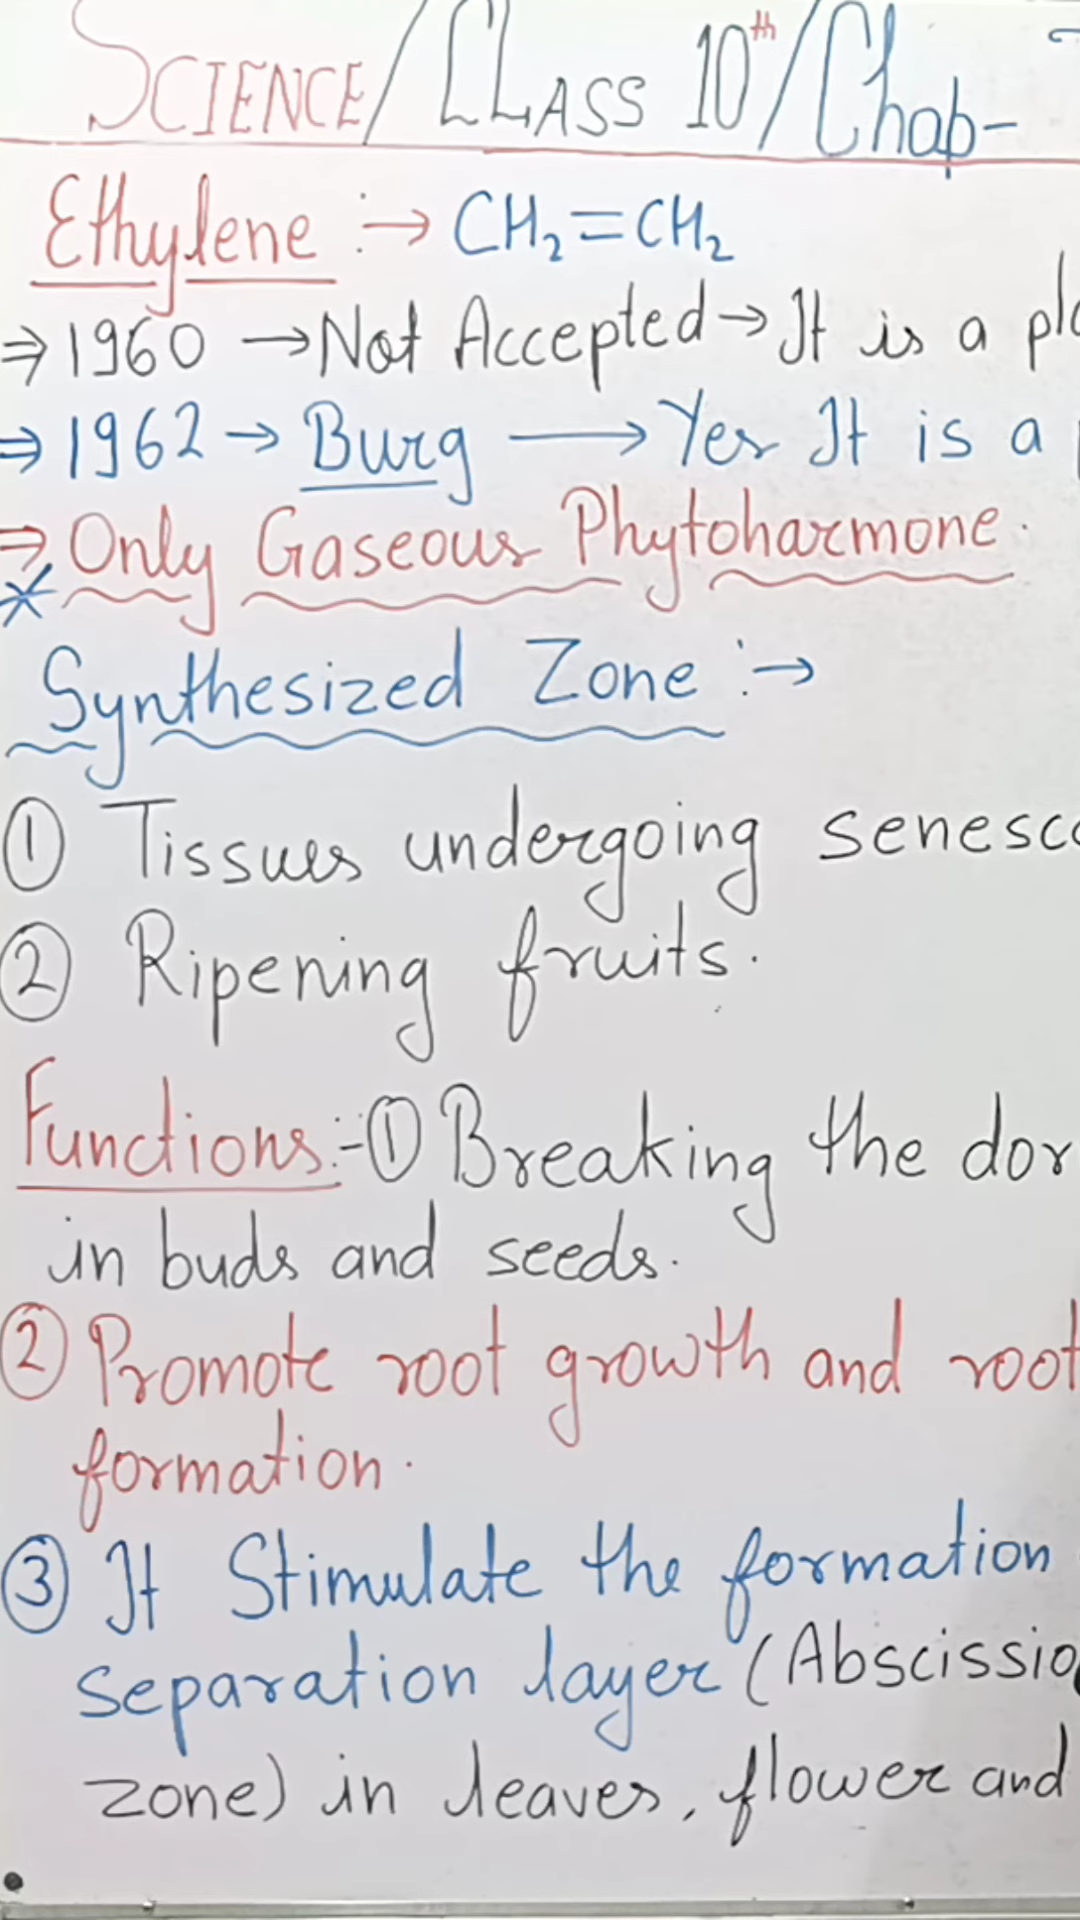 SCIENCE/CLASS 10th/Chap-
Ethylene :→ CH₂=CH₂
⇒ 1960 → Not Accepted → It is a
⇒ 1962 → Burg → Yes It is a
⇒ Only Gaseous Phytoharmone.
* Synthesized Zone :→
① Tissues undergoing
② Ripening fruits.
Functions:-① Breaking the
in buds and seeds.
② Promote root growth and root
formation.
③ It Stimulate the formation
separation layer (Abscissio
zone) in leaves, flower and